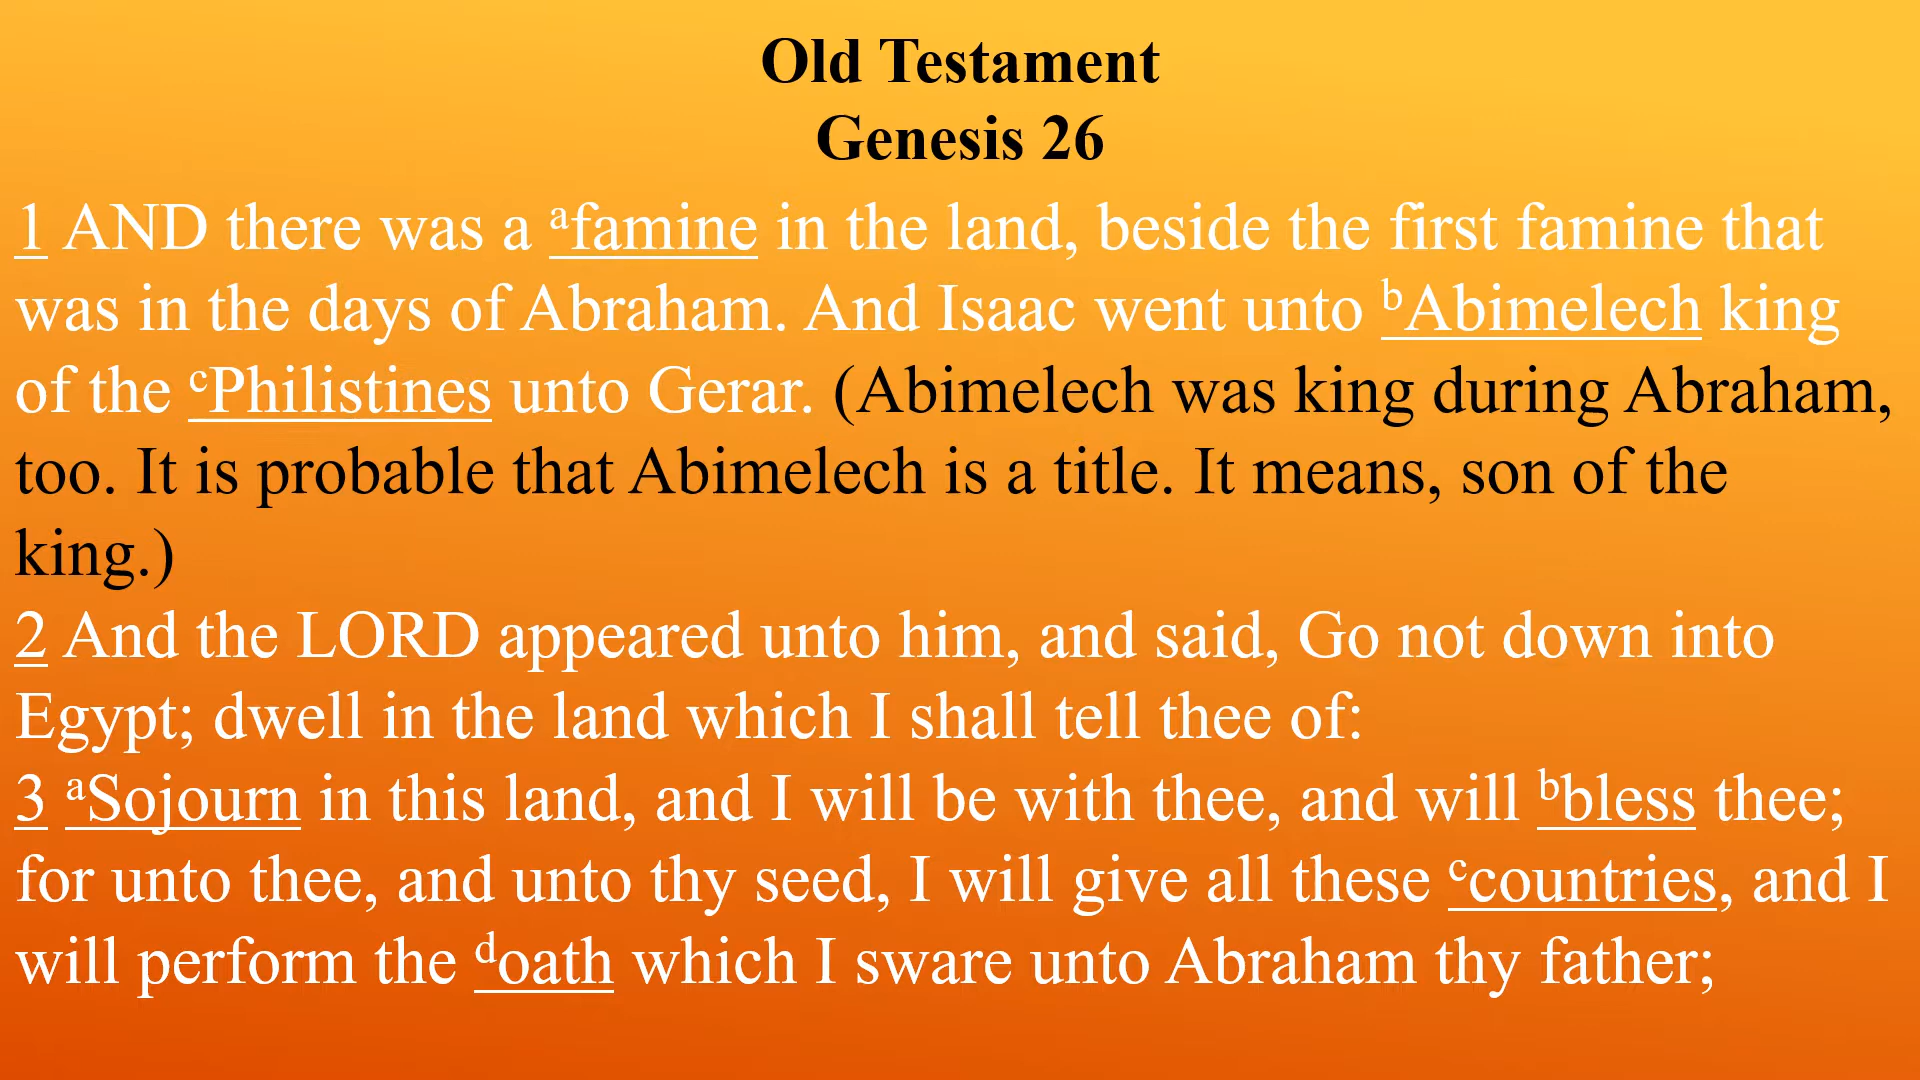 Old Testament
Genesis 26
1 AND there was a afamine in the land, beside the first famine that
was in the days of Abraham. And Isaac went unto bAbimelech king
of the cPhilistines unto Gerar. (Abimelech was king during Abraham,
too. It is probable that Abimelech is a title. It means, son of the
king.)
2 And the LORD appeared unto him, and said, Go not down into
Egypt; dwell in the land which I shall tell thee of:
3 aSojourn in this land, and I will be with thee, and will bbless thee;
for unto thee, and unto thy seed, I will give all these ccountries, and I
will perform the doath which I sware unto Abraham thy father;